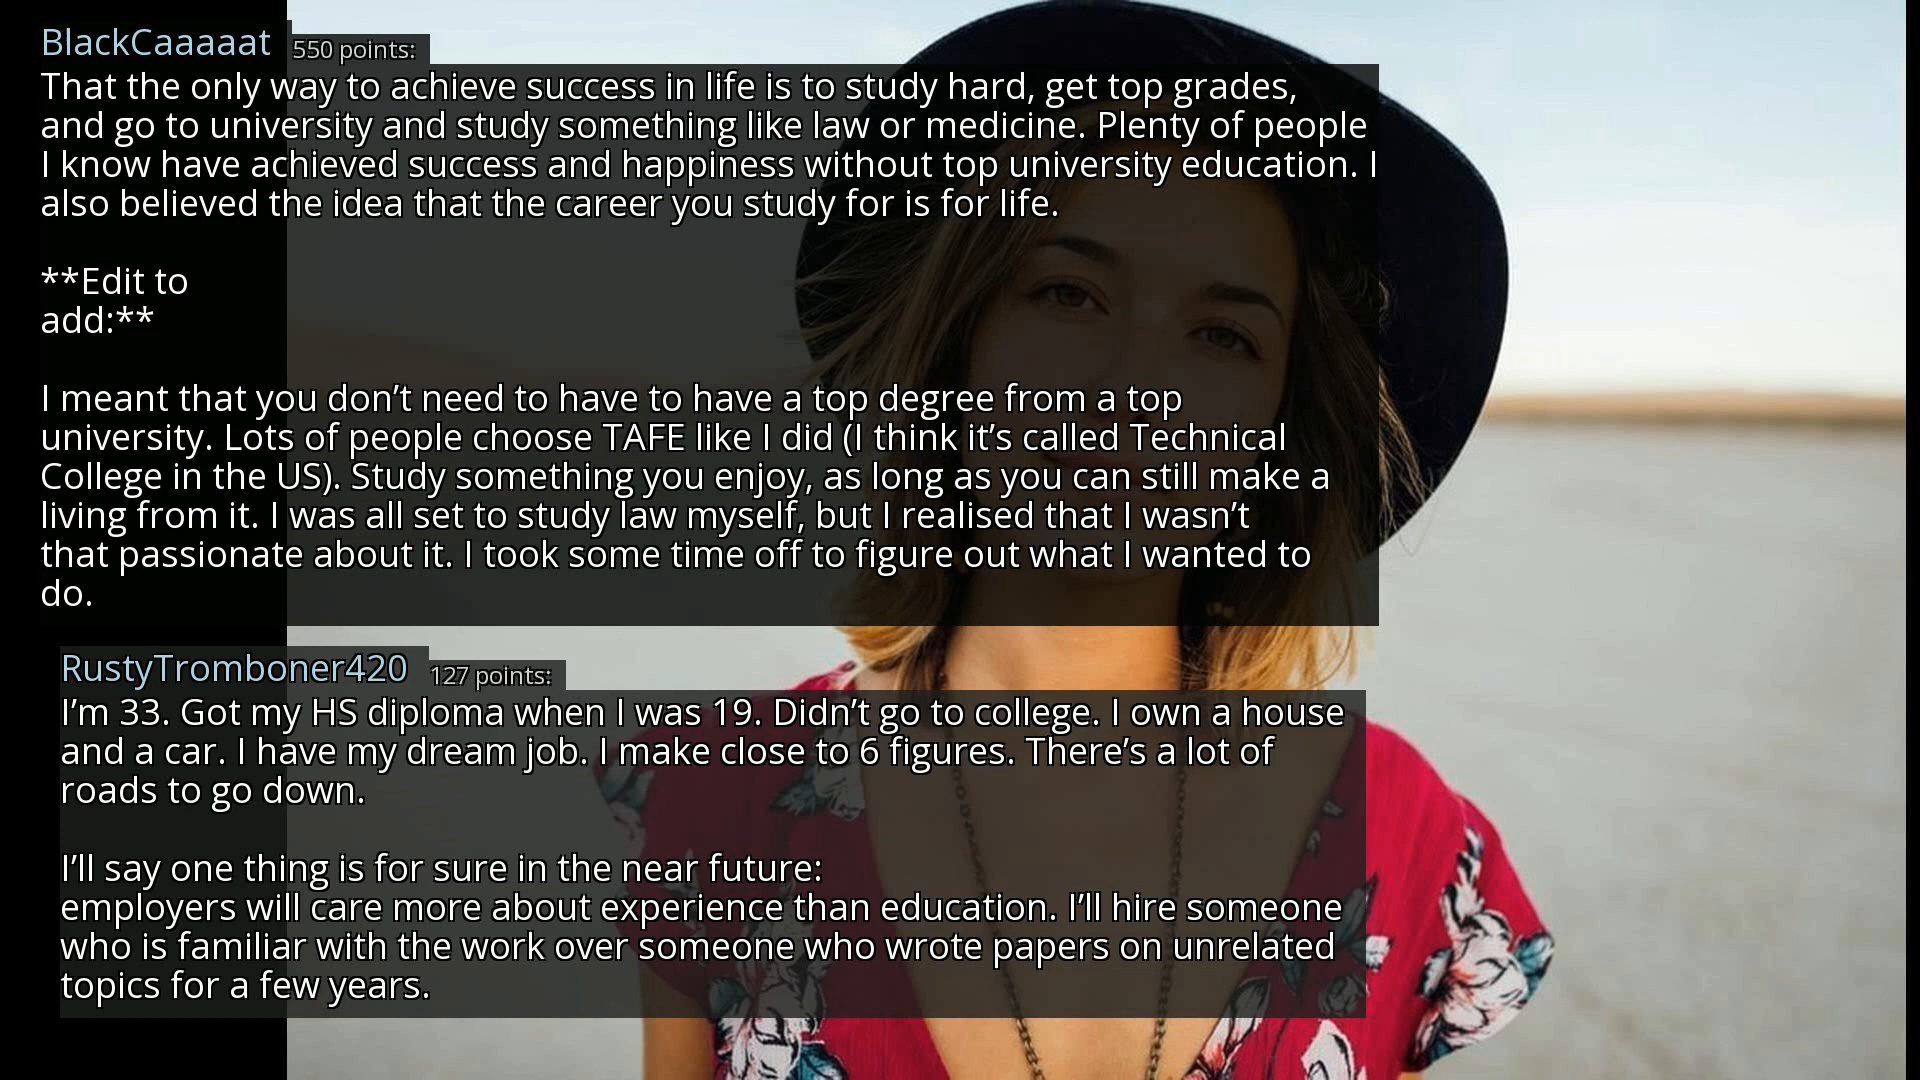 BlackCaaaaat 550 points:
That the only way to achieve success in life is to study hard, get top grades,
and go to university and study something like law or medicine. Plenty of people
I know have achieved success and happiness without top university education. I
also believed the idea that the career you study for is for life.
**Edit to
add:**
I meant that you don’t need to have to have a top degree from a top
university. Lots of people choose TAFE like I did (I think it’s called Technical
College in the US). Study something you enjoy, as long as you can still make a
living from it. I was all set to study law myself, but I realised that I wasn’t
that passionate about it. I took some time off to figure out what I wanted to
do.
RustyTromboner420 127 points:
I’m 33. Got my HS diploma when I was 19. Didn’t go to college. I own a house
and a car. I have my dream job. I make close to 6 figures. There’s a lot of
roads to go down.
I’ll say one thing is for sure in the near future:
employers will care more about experience than education. I’ll hire someone
who is familiar with the work over someone who wrote papers on unrelated
topics for a few years.